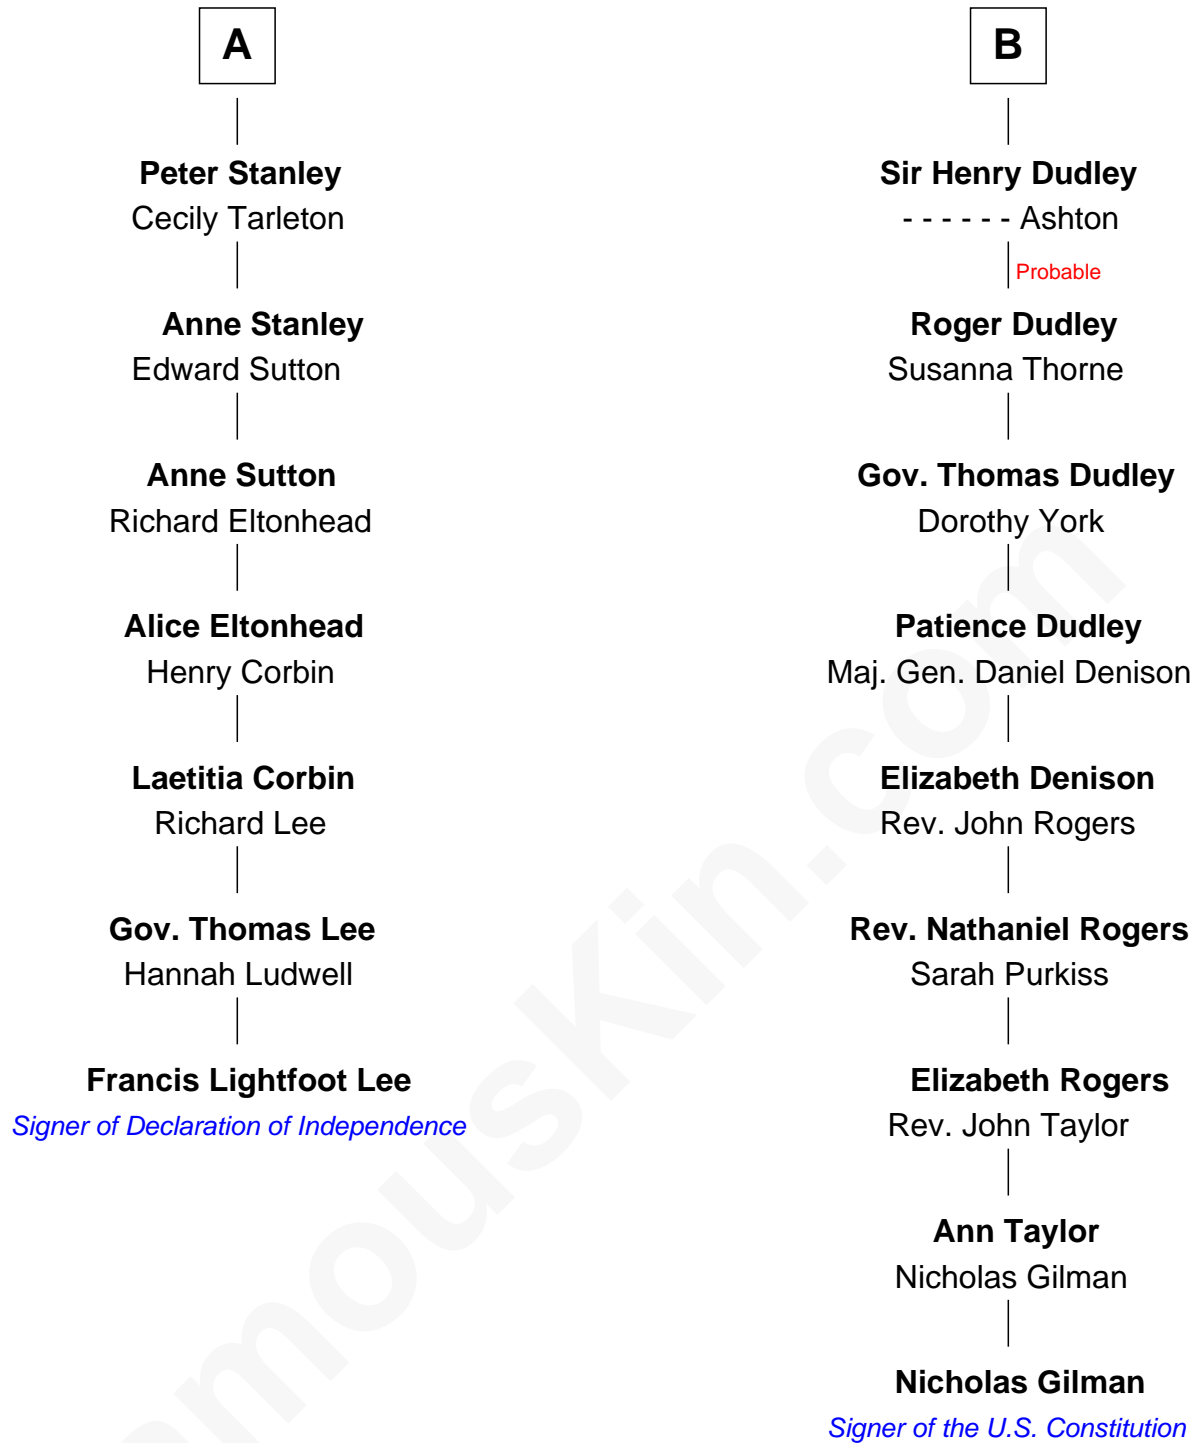 A
Peter Stanley
Cecily Tarleton
Anne Stanley
Edward Sutton
Anne Sutton
Richard Eltonhead
Alice Eltonhead
Henry Corbin
Laetitia Corbin
Richard Lee
Gov. Thomas Lee
Hannah Ludwell
Francis Lightfoot Lee
Signer of Declaration of Independence
B
Sir Henry Dudley
- - - - - - Ashton
Probable
Roger Dudley
Susanna Thorne
Gov. Thomas Dudley
Dorothy York
Patience Dudley
Maj. Gen. Daniel Denison
Elizabeth Denison
Rev. John Rogers
Rev. Nathaniel Rogers
Sarah Purkiss
Elizabeth Rogers
Rev. John Taylor
Ann Taylor
Nicholas Gilman
Nicholas Gilman
Signer of the U.S. Constitution
amouskin.com